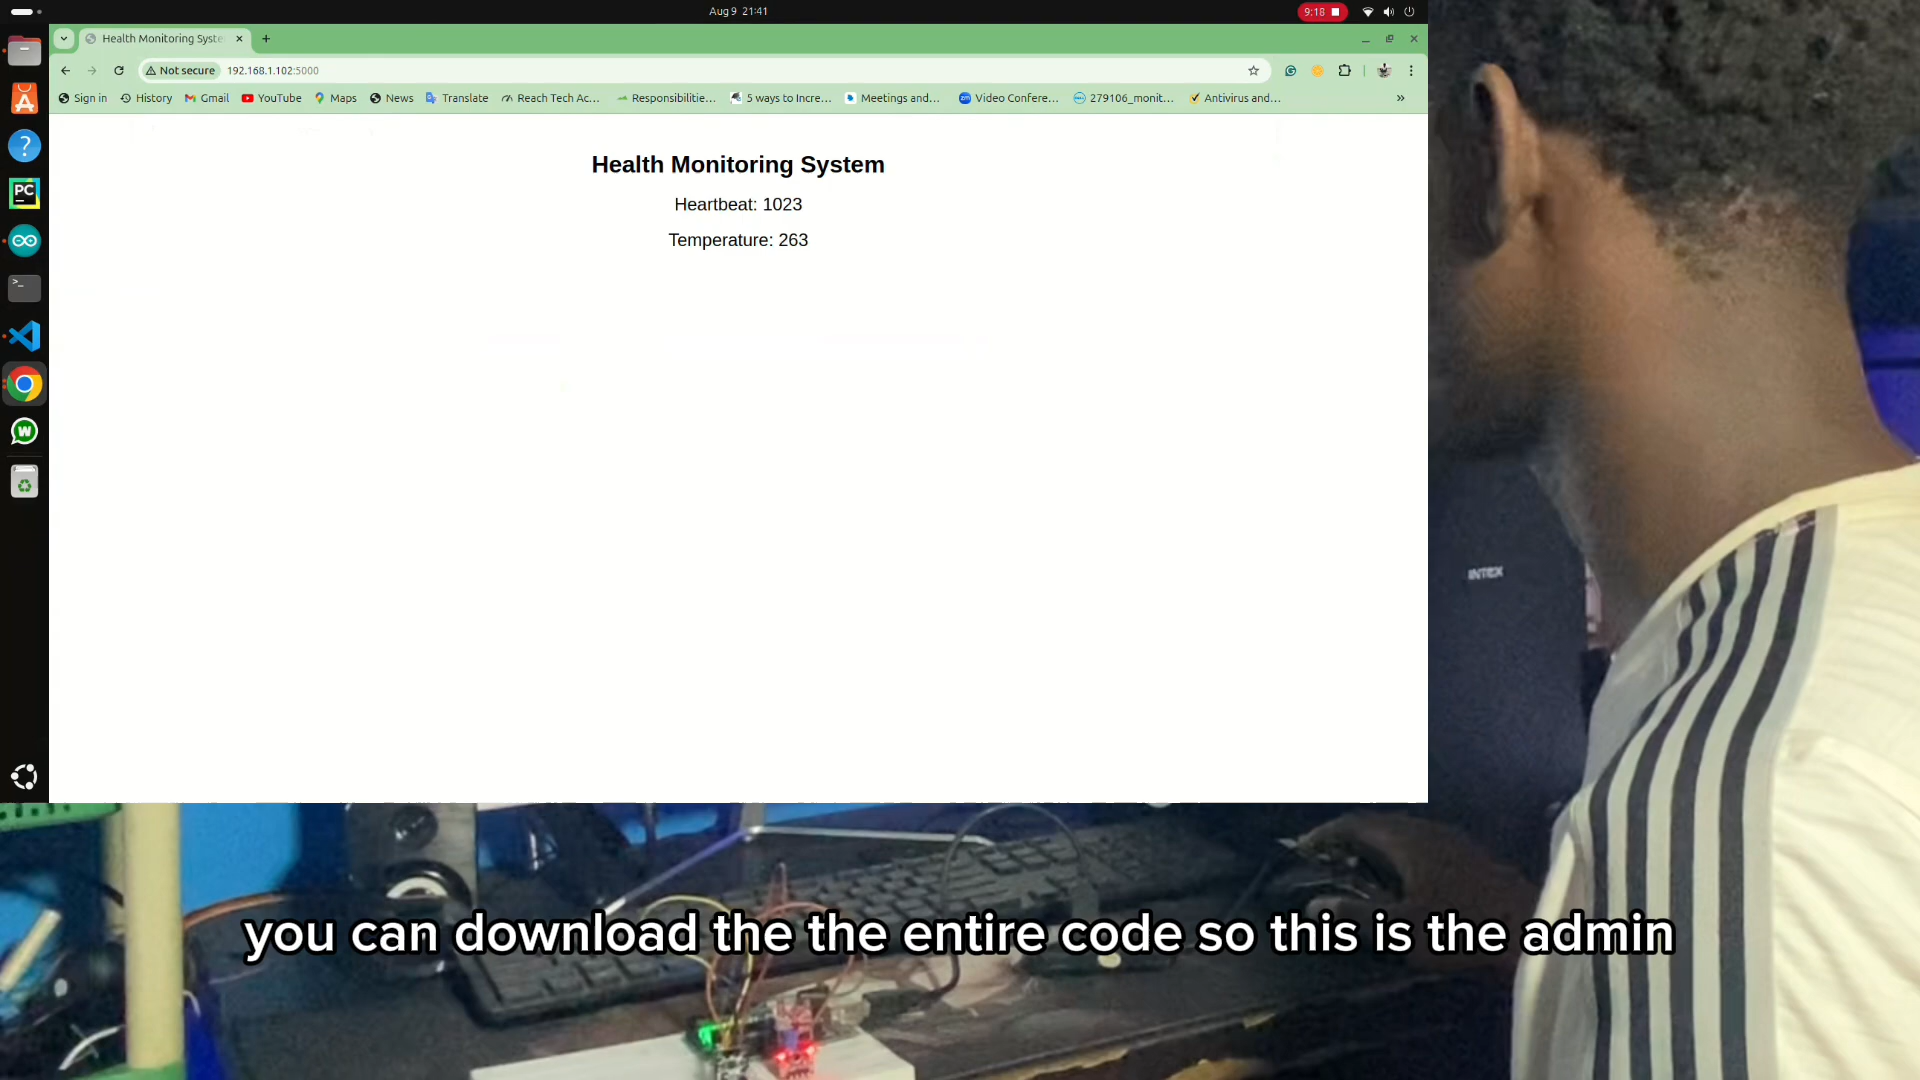 Aug 9 21:41
9:18
Health Monitoring Syste
Not secure 192.168.1.102:5000
Sign in History Gmail YouTube Maps News Translate Reach Tech Ac... Responsibilitie... 5 ways to Incre... Meetings and... Video Confere... 279106_monit... Antivirus and... »
Health Monitoring System
Heartbeat: 1023
Temperature: 263
PC
INTEX
you can download the the entire code so this is the admin